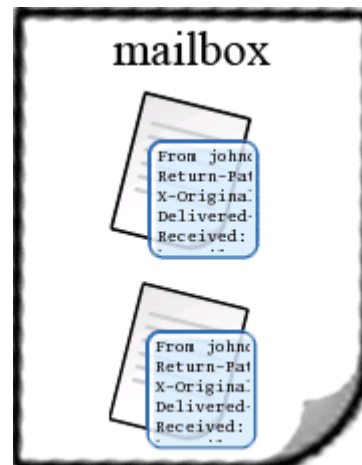 mailbox
From johnd
Return-Pat
X-Original
Delivered-
Received:
From johnd
Return-Pat
X-Original
Delivered-
Received: